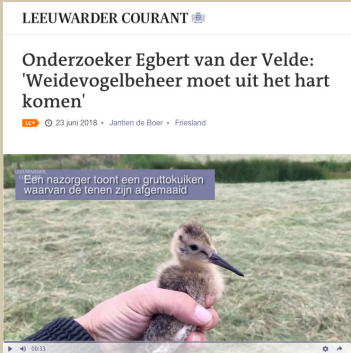 LEEUWARDER COURANT
Onderzoeker Egbert van der Velde:
'Weidevogelbeheer moet uit het hart
komen'
LC+ 23 juni 2018 • Jantien de Boer • Friesland
LEEUWARDER
Een nazorger toont een gruttokuiken
waarvan de tenen zijn afgemaaid
00:33